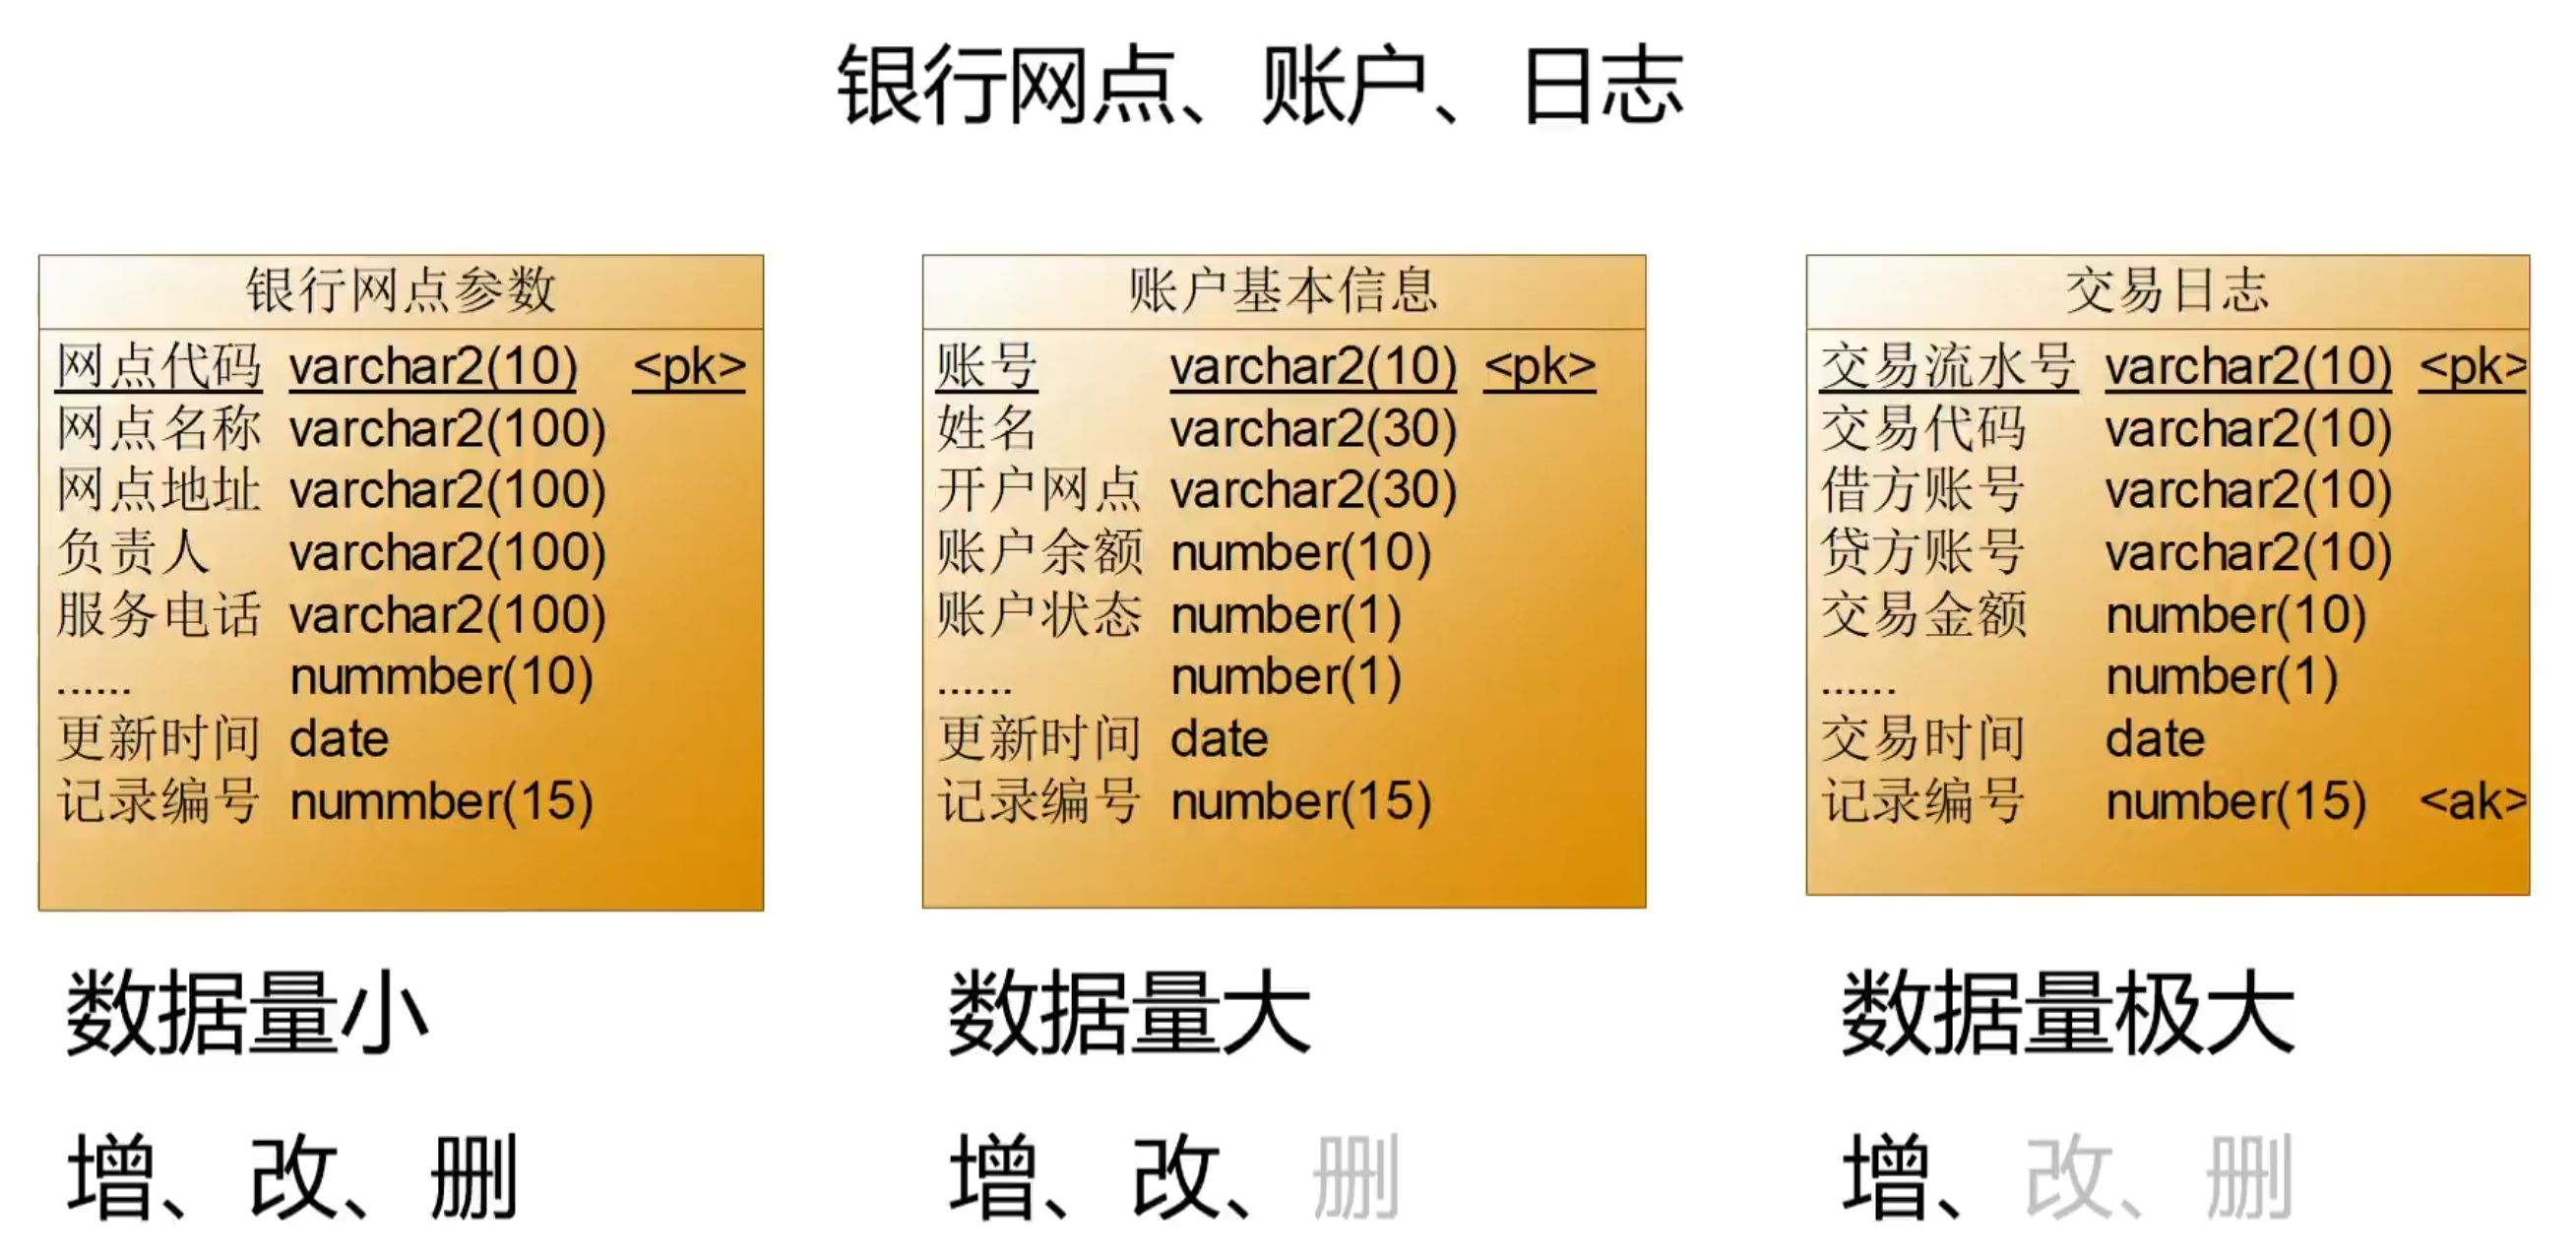 银行网点、账户、日志
银行网点参数
网点代码 varchar2(10) <pk>
网点名称 varchar2(100)
网点地址 varchar2(100)
负责人 varchar2(100)
服务电话 varchar2(100)
...... nummber(10)
更新时间 date
记录编号 nummber(15)
数据量小
增、改、删
账户基本信息
账号 varchar2(10) <pk>
姓名 varchar2(30)
开户网点 varchar2(30)
账户余额 number(10)
账户状态 number(1)
...... number(1)
更新时间 date
记录编号 number(15)
数据量大
增、改、删
交易日志
交易流水号 varchar2(10) <pk>
交易代码 varchar2(10)
借方账号 varchar2(10)
贷方账号 varchar2(10)
交易金额 number(10)
...... number(1)
交易时间 date
记录编号 number(15) <ak>
数据量极大
增、改、删